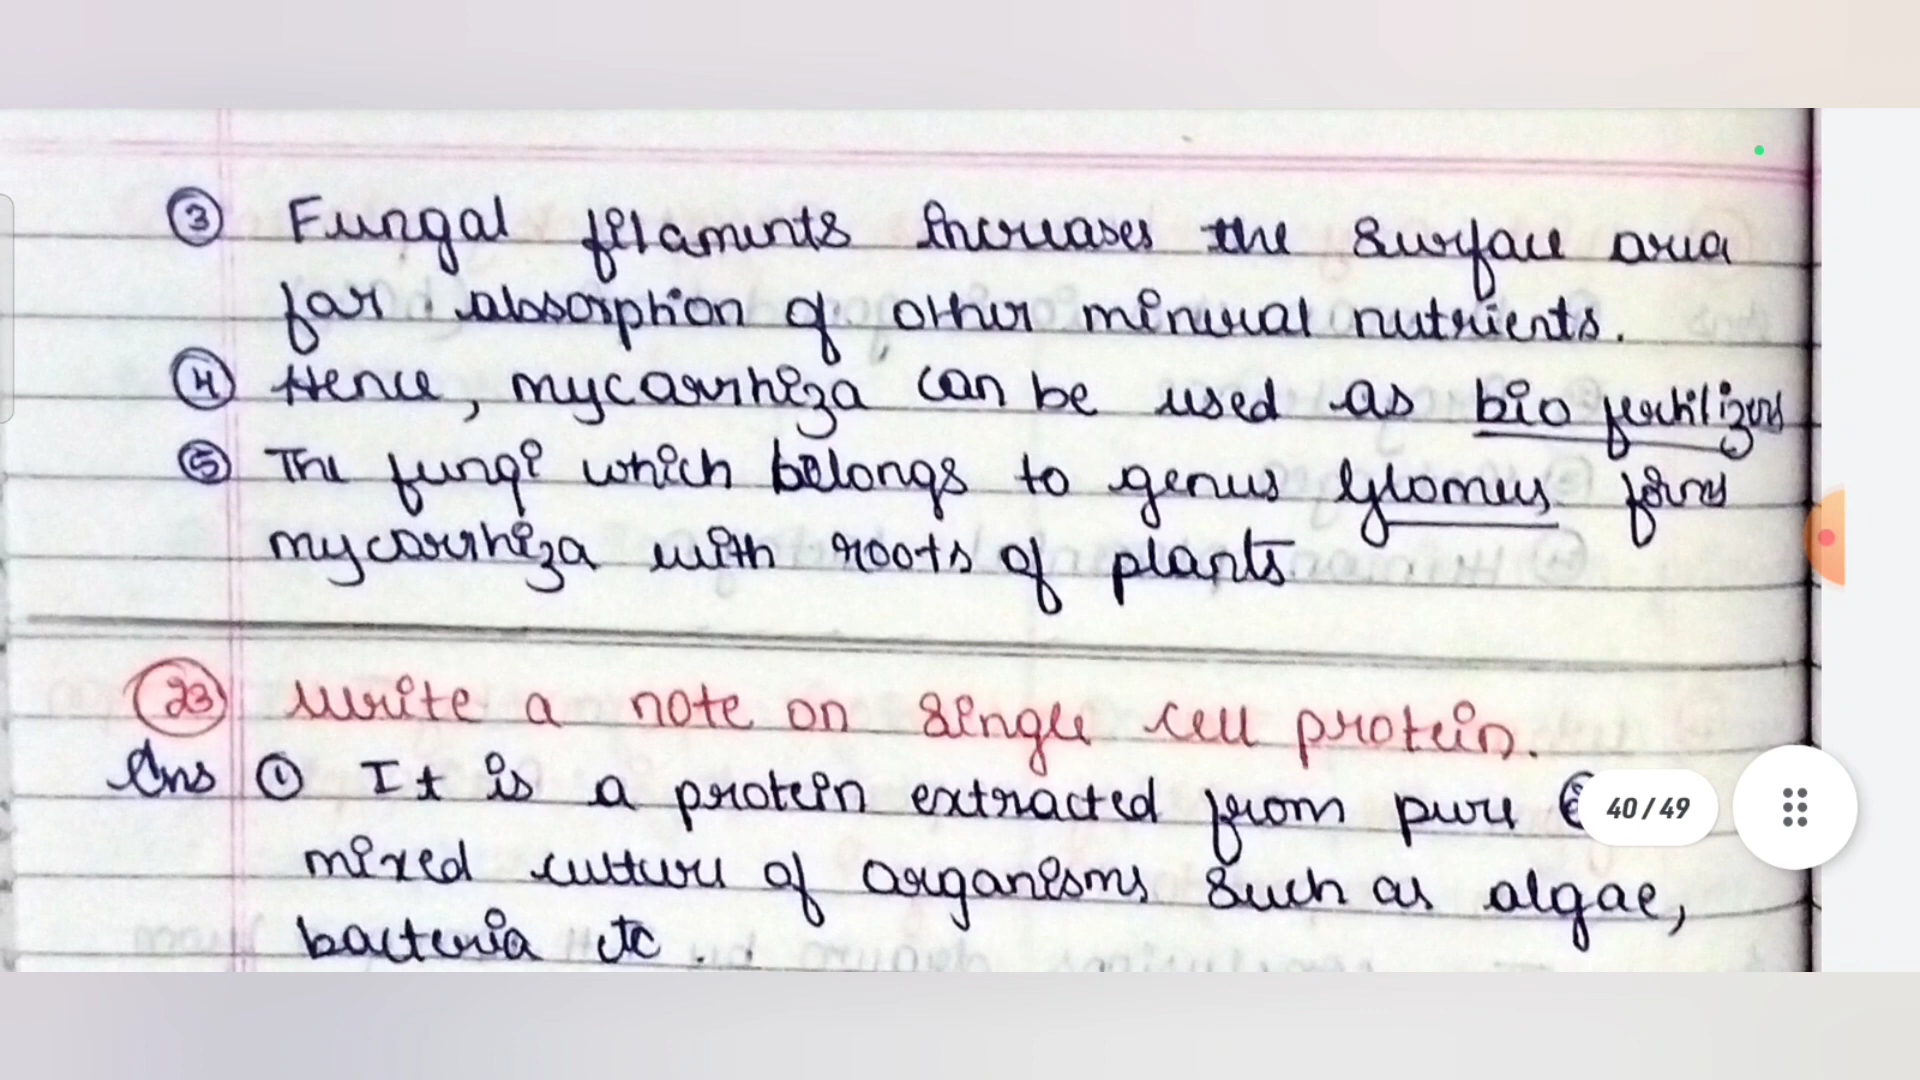 ③ Fungal filaments increases the surface area
for absorption of other mineral nutrients.
④ Hence, mycorrhiza can be used as bio fertilizers
⑤ The fungi which belongs to genus Glomus forms
mycorrhiza with roots of plants
23 Write a note on single cell protein.
Ans ① It is a protein extracted from pure
40/49
mixed culture of organisms such as algae,
bacteria etc.